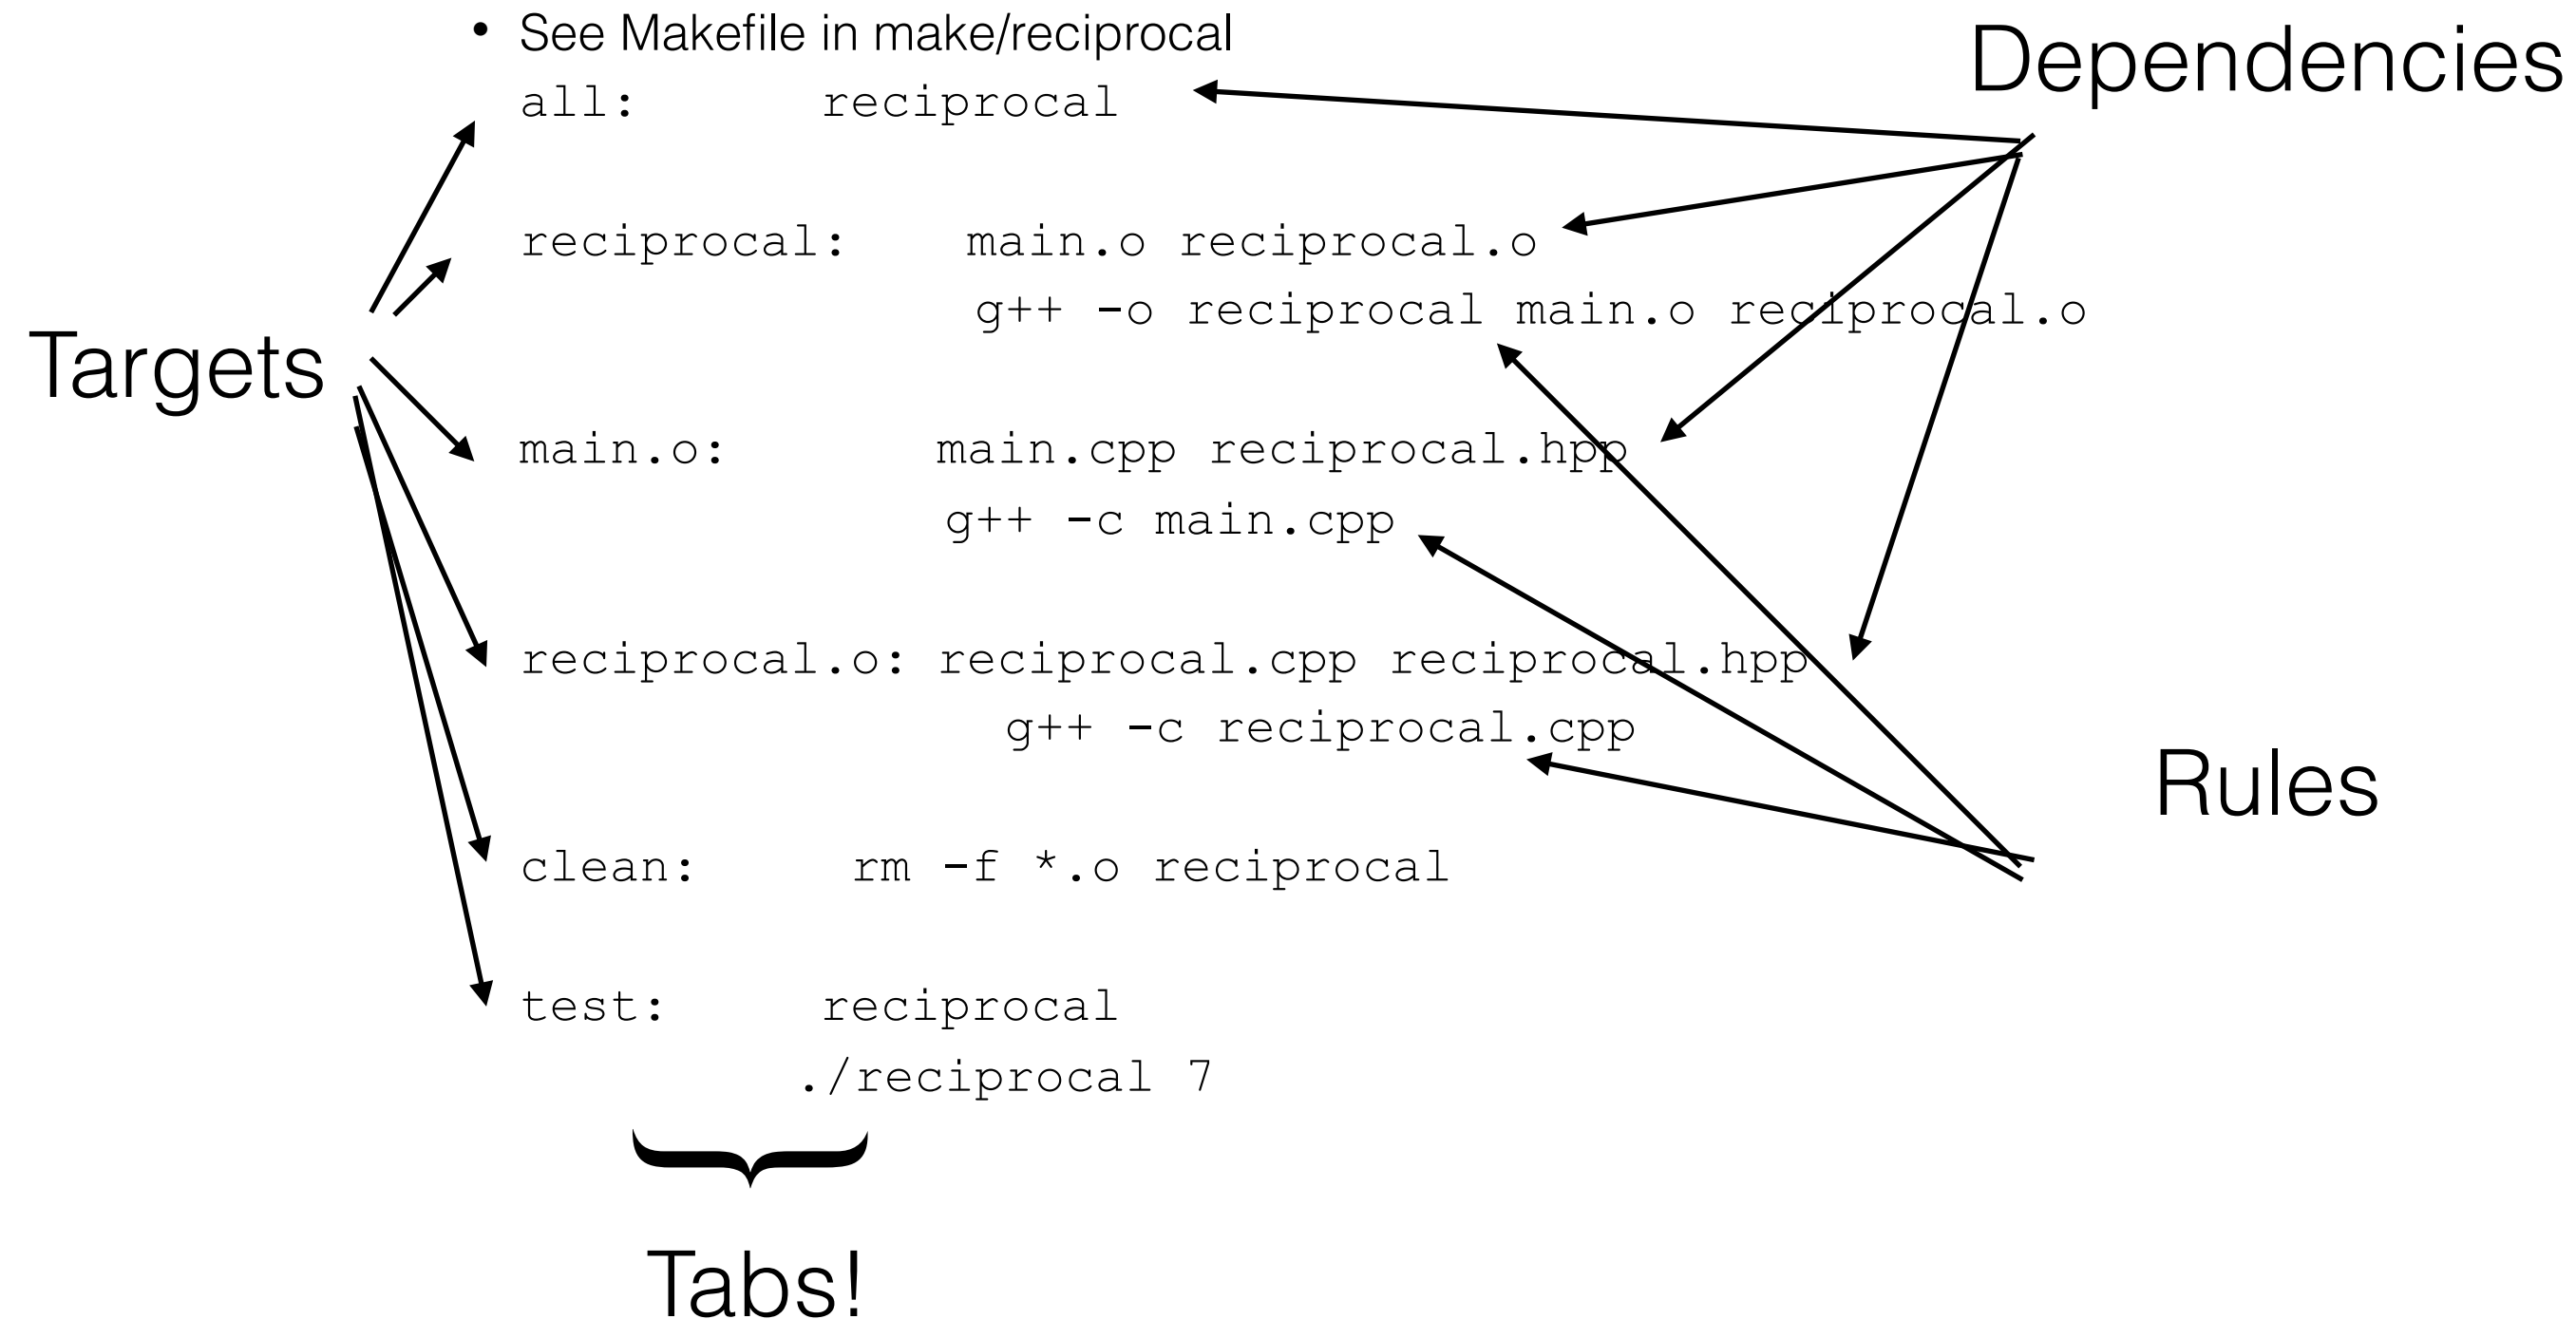 • See Makefile in make/reciprocal
Dependencies
all: reciprocal
reciprocal: main.o reciprocal.o
g++ -o reciprocal main.o reciprocal.o
Targets
main.o: main.cpp reciprocal.hpp
g++ -c main.cpp
reciprocal.o: reciprocal.cpp reciprocal.hpp
g++ -c reciprocal.cpp
Rules
clean: rm -f *.o reciprocal
test: reciprocal
./reciprocal 7
Tabs!